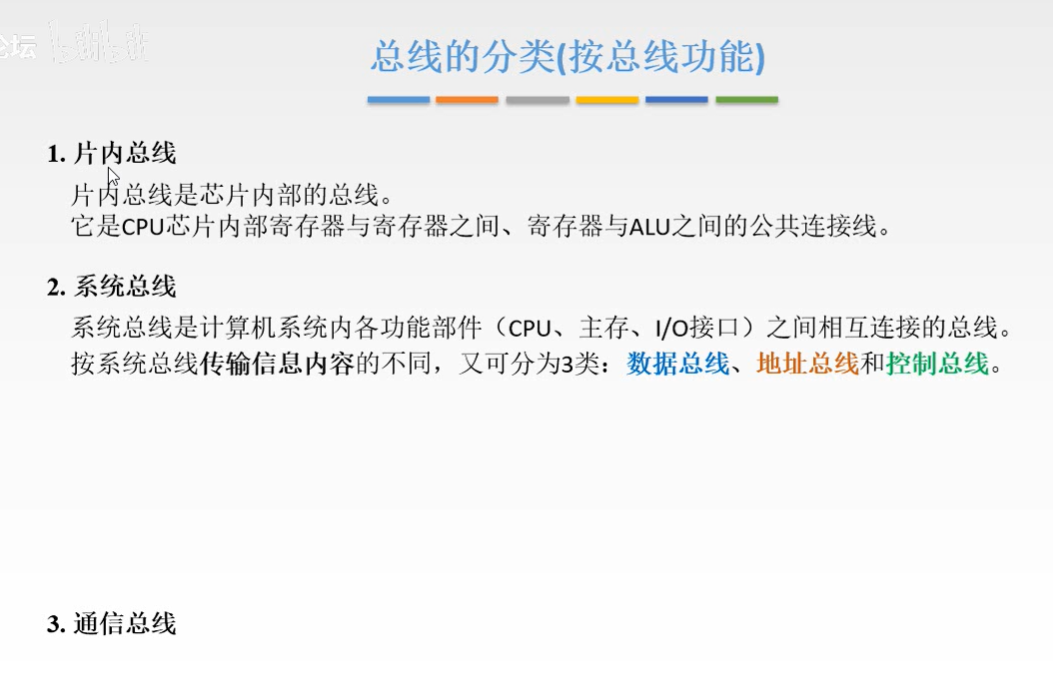 论坛
总线的分类(按总线功能)
1. 片内总线
片内总线是芯片内部的总线。
它是CPU芯片内部寄存器与寄存器之间、寄存器与ALU之间的公共连接线。
2. 系统总线
系统总线是计算机系统内各功能部件（CPU、主存、I/O接口）之间相互连接的总线。
按系统总线传输信息内容的不同，又可分为3类：数据总线、地址总线和控制总线。
3. 通信总线